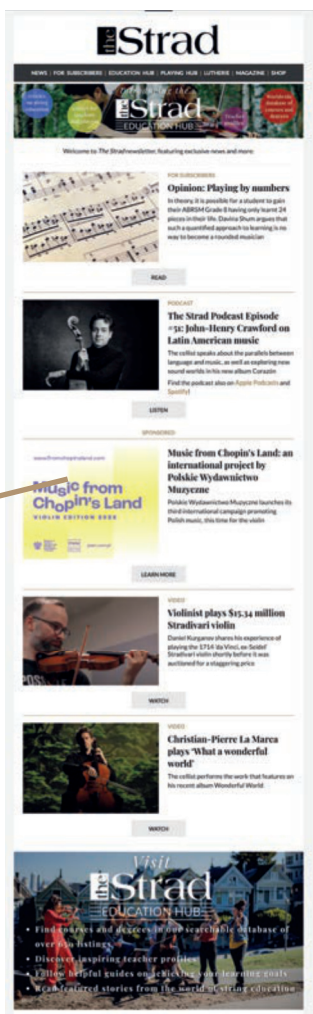 the Strad
NEWS | FOR SUBSCRIBERS | EDUCATION HUB | PLAYING HUB | LUTHERIE | MAGAZINE | SHOP
the Strad
EDUCATION HUB
Welcome to The Strad newsletter, featuring exclusive news and more:
FOR SUBSCRIBERS
Opinion: Playing by numbers
In theory, it is possible for a student to gain
their ABRSM Grade 8 having only learnt 24
pieces in their life. Davina Shum argues that
such a quantified approach to learning is no
way to become a rounded musician
READ
PODCAST
The Strad Podcast Episode
#51: John-Henry Crawford on
Latin American music
The cellist speaks about the parallels between
language and music, as well as exploring new
sound worlds in his new album Corazón
Find the podcast also on Apple Podcasts and
Spotify!
LISTEN
SPONSORED
www.fromchopinsland.com
Music from
Chopin's Land
VIOLIN EDITION 2022
Music from Chopin's Land: an
international project by
Polskie Wydawnictwo
Muzyczne
Polskie Wydawnictwo Muzyczne launches its
third international campaign promoting
Polish music, this time for the violin
LEARN MORE
VIDEO
Violinist plays $15.34 million
Stradivari violin
Daniel Kurganov shares his experience of
playing the 1714 'da Vinci, ex-Seidel'
Stradivari violin shortly before it was
auctioned for a staggering price
WATCH
VIDEO
Christian-Pierre La Marca
plays 'What a wonderful
world'
The cellist performs the work that features on
his recent album Wonderful World
WATCH
Visit
the Strad
EDUCATION HUB
• Find courses and degrees in our searchable database of
over 650 listings
• Discover inspiring teacher profiles
• Follow helpful guides on achieving your learning goals
• Read featured stories from the world of string education